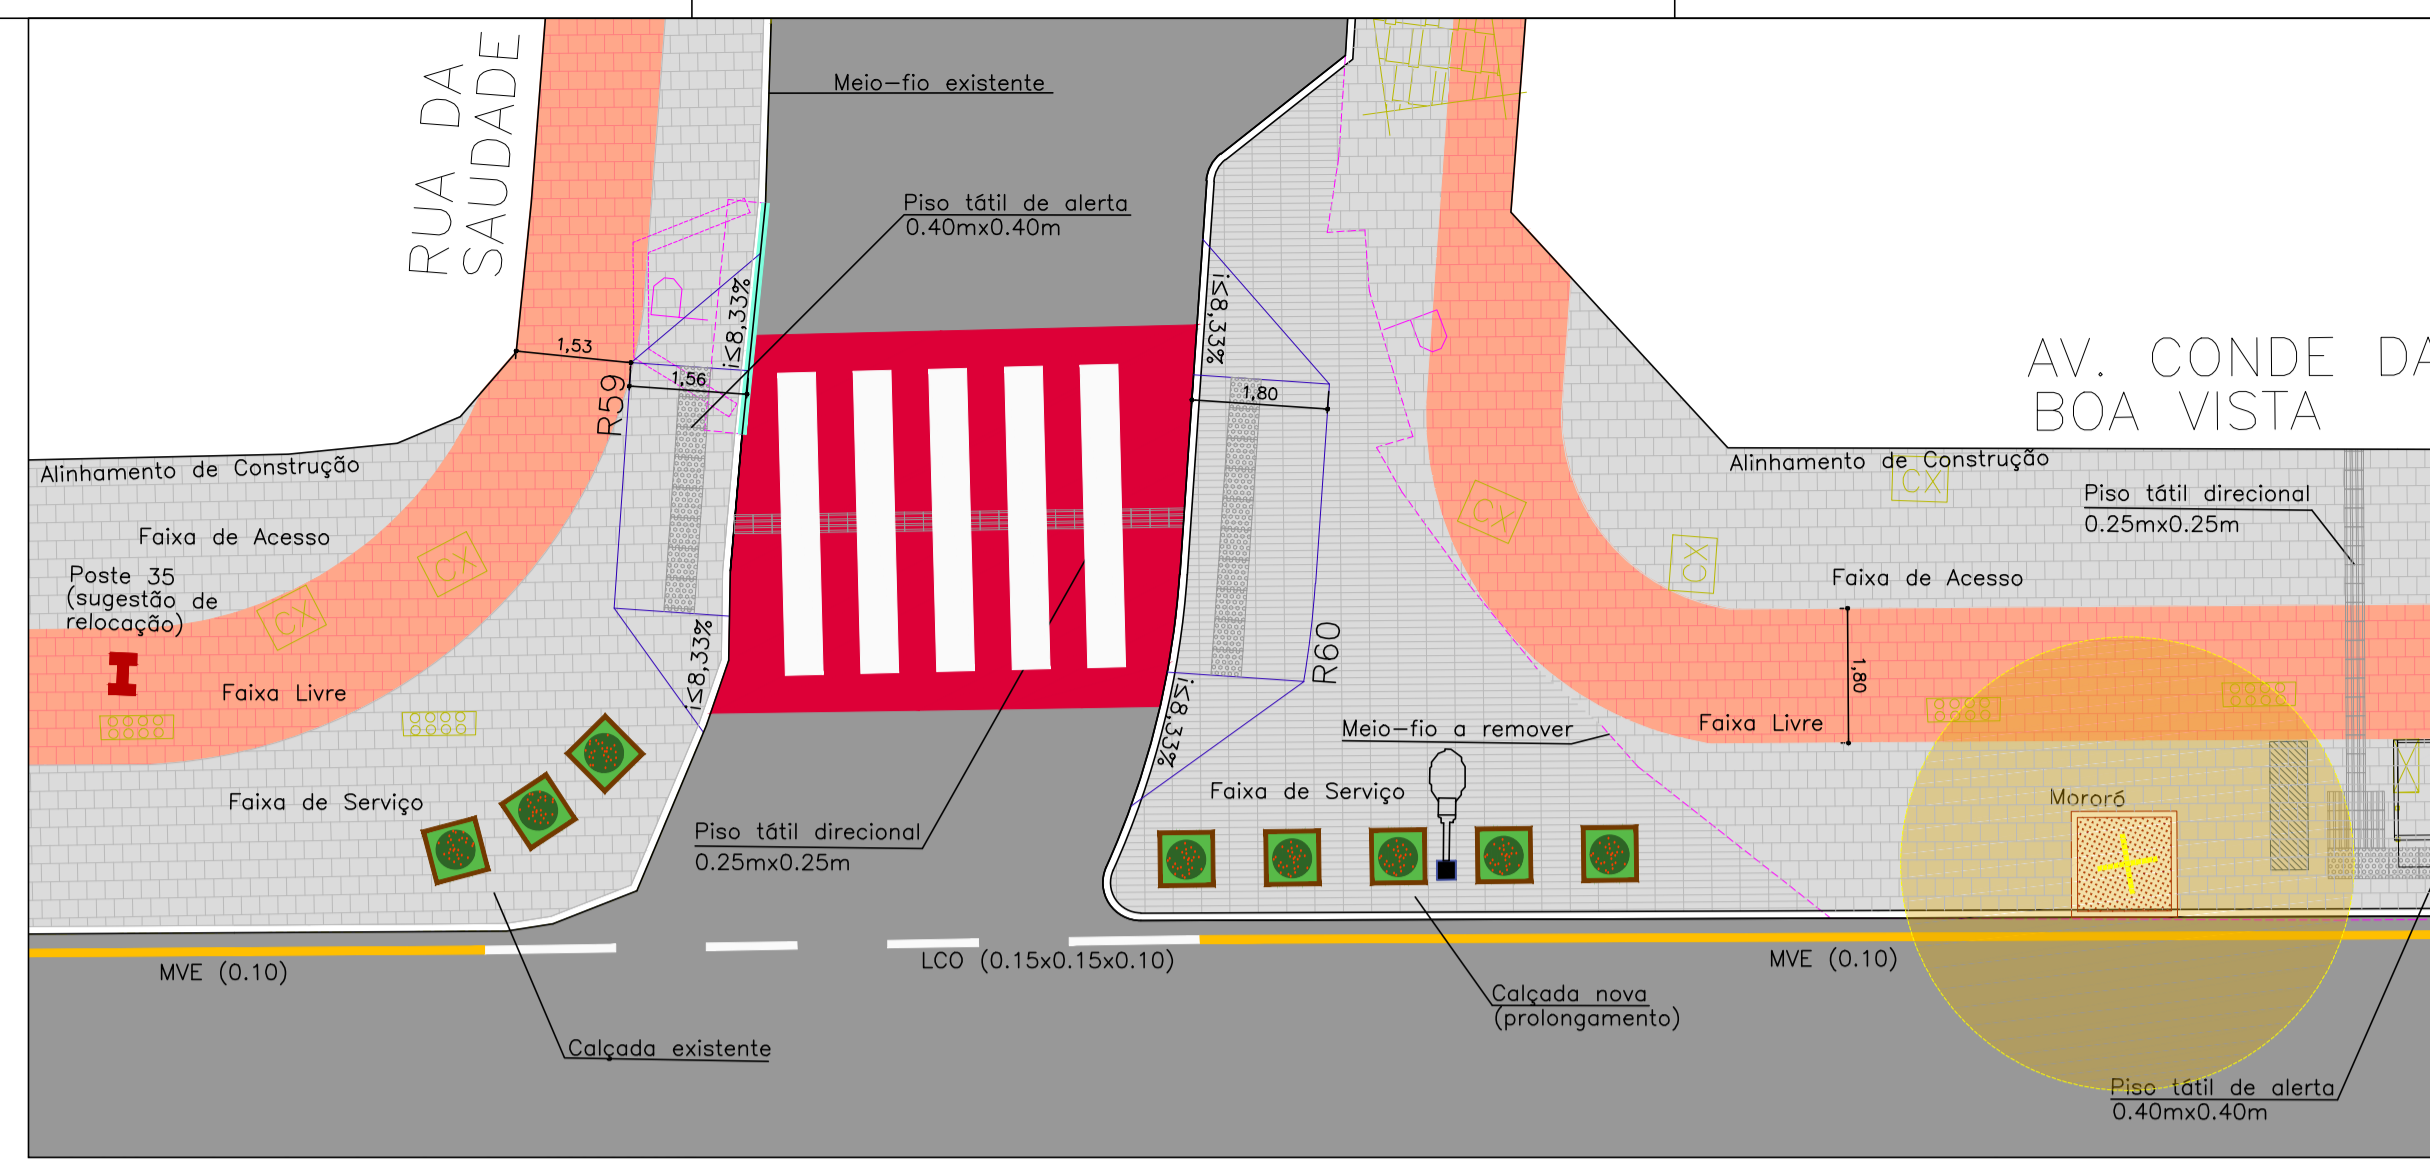 RUA DA
SAUDADE
Meio-fio existente
Piso tátil de alerta
0.40mx0.40m
i≤8,33%
i≤8,33%
1,53
1,56
R59
1,80
AV. CONDE DA
BOA VISTA
Alinhamento de Construção
Alinhamento de Construção
CX
Piso tátil direcional
0.25mx0.25m
CX
Faixa de Acesso
CX
CX
Faixa de Acesso
Poste 35
(sugestão de
relocação)
CX
i≤8,33%
R60
1,80
Faixa Livre
i≤8,33%
Meio-fio a remover
Faixa Livre
Faixa de Serviço
Faixa de Serviço
Mororó
Piso tátil direcional
0.25mx0.25m
MVE (0.10)
LCO (0.15x0.15x0.10)
MVE (0.10)
Calçada nova
(prolongamento)
Calçada existente
Piso tátil de alerta
0.40mx0.40m